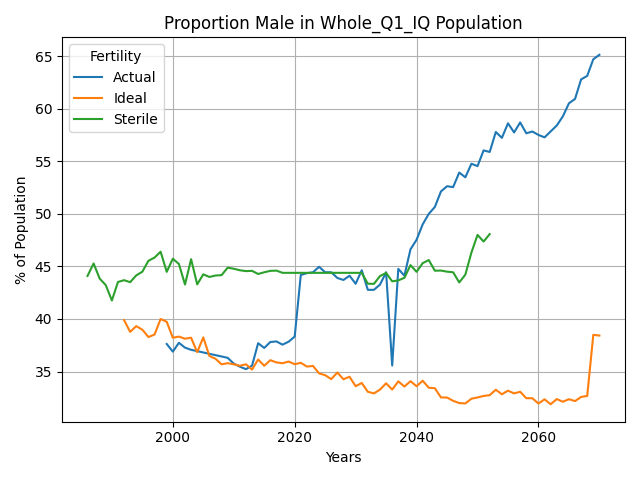 Proportion Male in Whole_Q1_IQ Population
Fertility
Actual
Ideal
Sterile
% of Population
65
60
55
50
45
40
35
2000
2020
2040
2060
Years